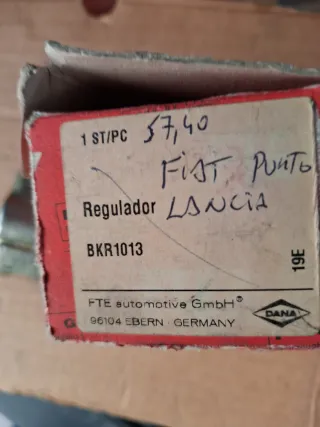 1 ST/PC 57,40
FIAT PUNTO
Regulador LANCIA
BKR1013
19E
FTE automotive GmbH®
96104 EBERN · GERMANY
DANA